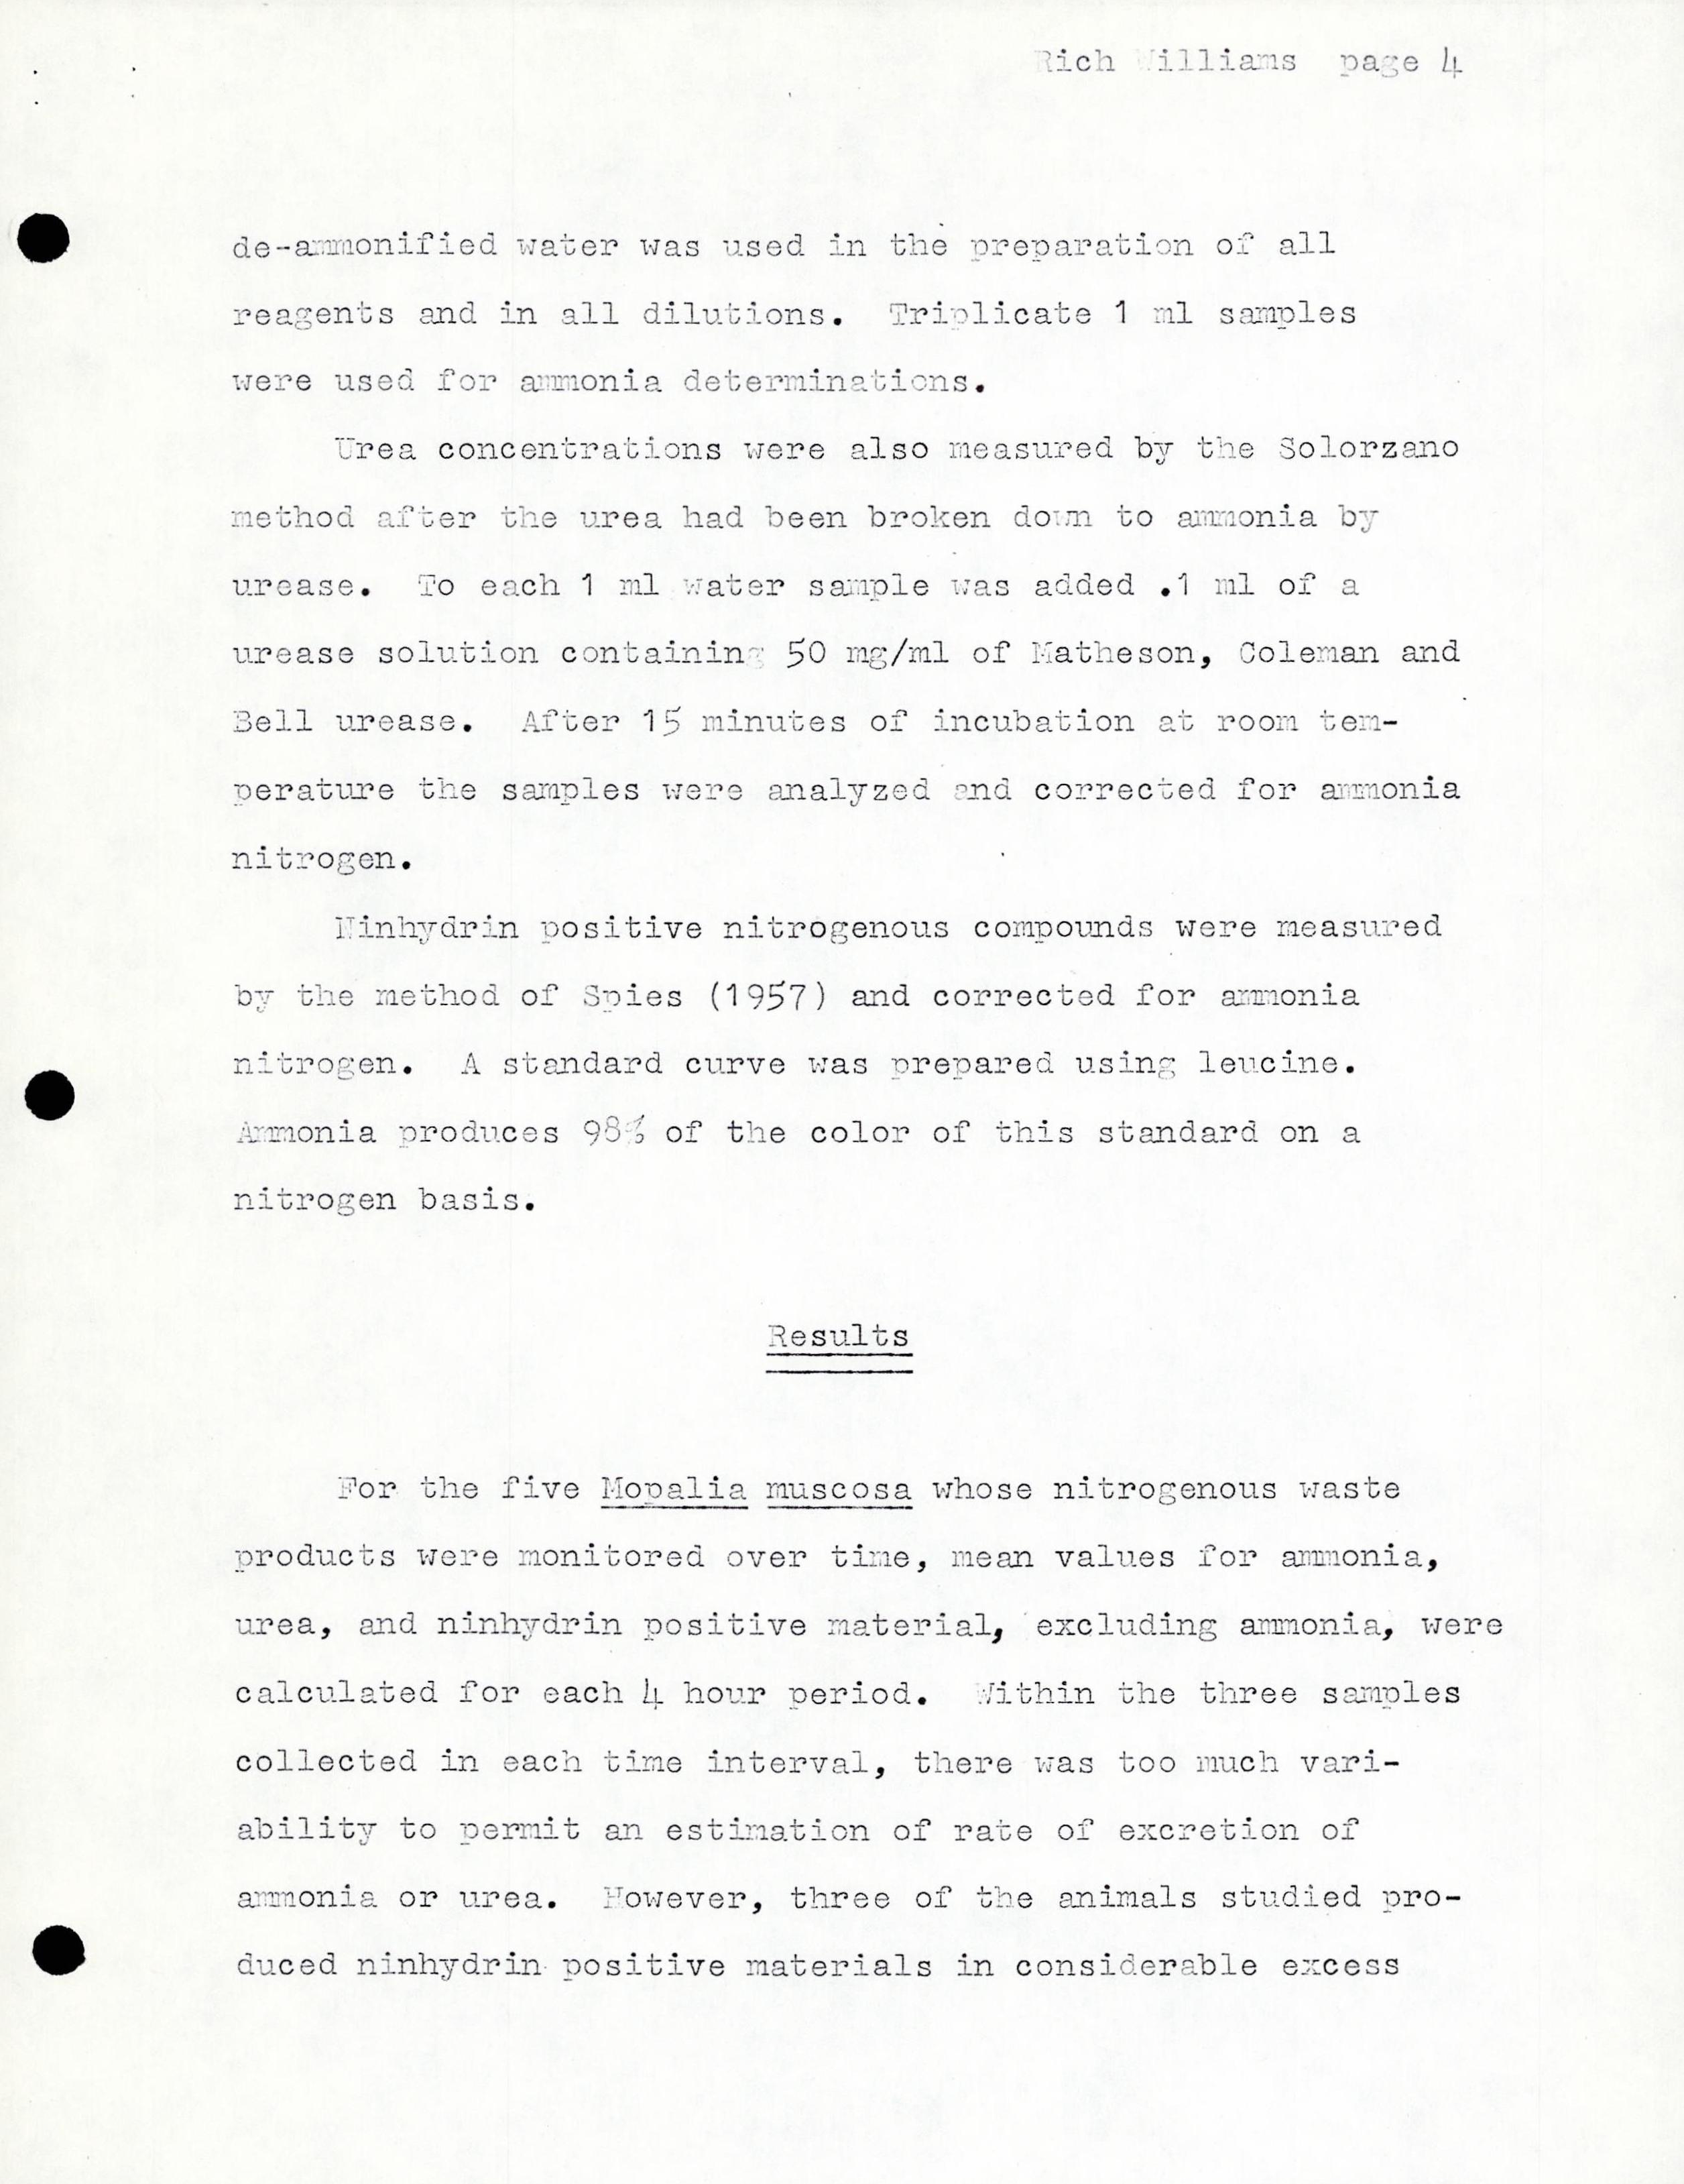 Rich Williams page 4
de-ammonified water was used in the preparation of all
reagents and in all dilutions. Triplicate 1 ml samples
were used for ammonia determinations.
Urea concentrations were also measured by the Solorzano
method after the urea had been broken down to ammonia by
urease. To each 1 ml water sample was added .1 ml of a
urease solution containing 50 mg/ml of Matheson, Coleman and
Bell urease. After 15 minutes of incubation at room tem-
perature the samples were analyzed and corrected for ammonia
nitrogen.
Ninhydrin positive nitrogenous compounds were measured
by the method of Spies (1957) and corrected for ammonia
nitrogen. A standard curve was prepared using leucine.
Ammonia produces 98% of the color of this standard on a
nitrogen basis.
Results
For the five Mopalia muscosa whose nitrogenous waste
products were monitored over time, mean values for ammonia,
urea, and ninhydrin positive material, excluding ammonia, were
calculated for each 4 hour period. Within the three samples
collected in each time interval, there was too much vari-
ability to permit an estimation of rate of excretion of
ammonia or urea. However, three of the animals studied pro-
duced ninhydrin positive materials in considerable excess